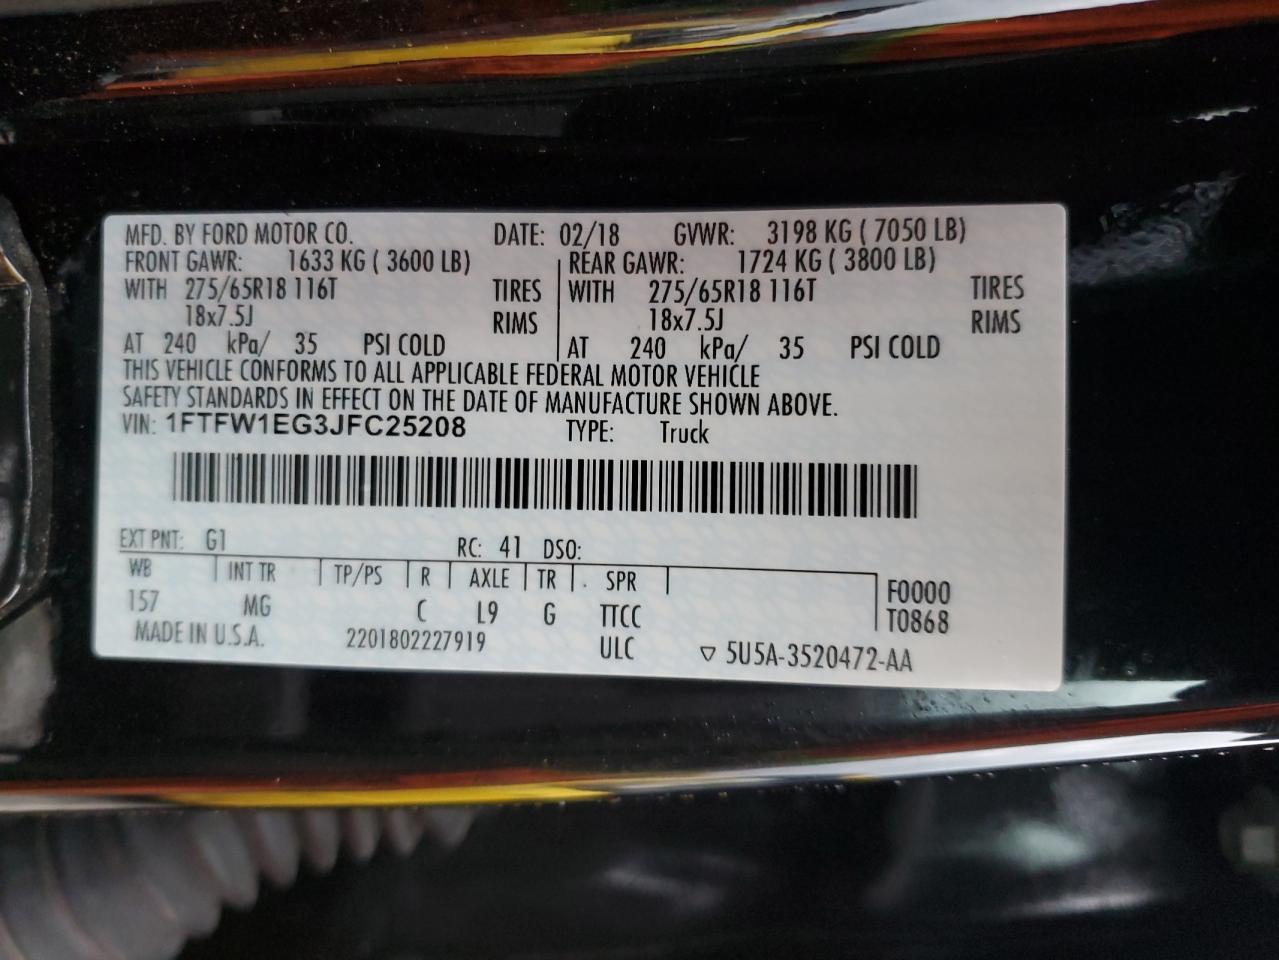 MFD. BY FORD MOTOR CO. DATE: 02/18 GVWR: 3198 KG ( 7050 LB)
FRONT GAWR: 1633 KG ( 3600 LB) REAR GAWR: 1724 KG ( 3800 LB)
WITH 275/65R18 116T TIRES WITH 275/65R18 116T TIRES
18x7.5J RIMS 18x7.5J RIMS
AT 240 kPa/ 35 PSI COLD AT 240 kPa/ 35 PSI COLD
THIS VEHICLE CONFORMS TO ALL APPLICABLE FEDERAL MOTOR VEHICLE
SAFETY STANDARDS IN EFFECT ON THE DATE OF MANUFACTURE SHOWN ABOVE.
VIN: 1FTFW1EG3JFC25208 TYPE: Truck
EXT PNT: G1 RC: 41 DSO:
WB INT TR TP/PS R AXLE TR SPR F0000
157 MG C L9 G TTCC T0868
MADE IN U.S.A. 2201802227919 ULC ▽ 5U5A-3520472-AA